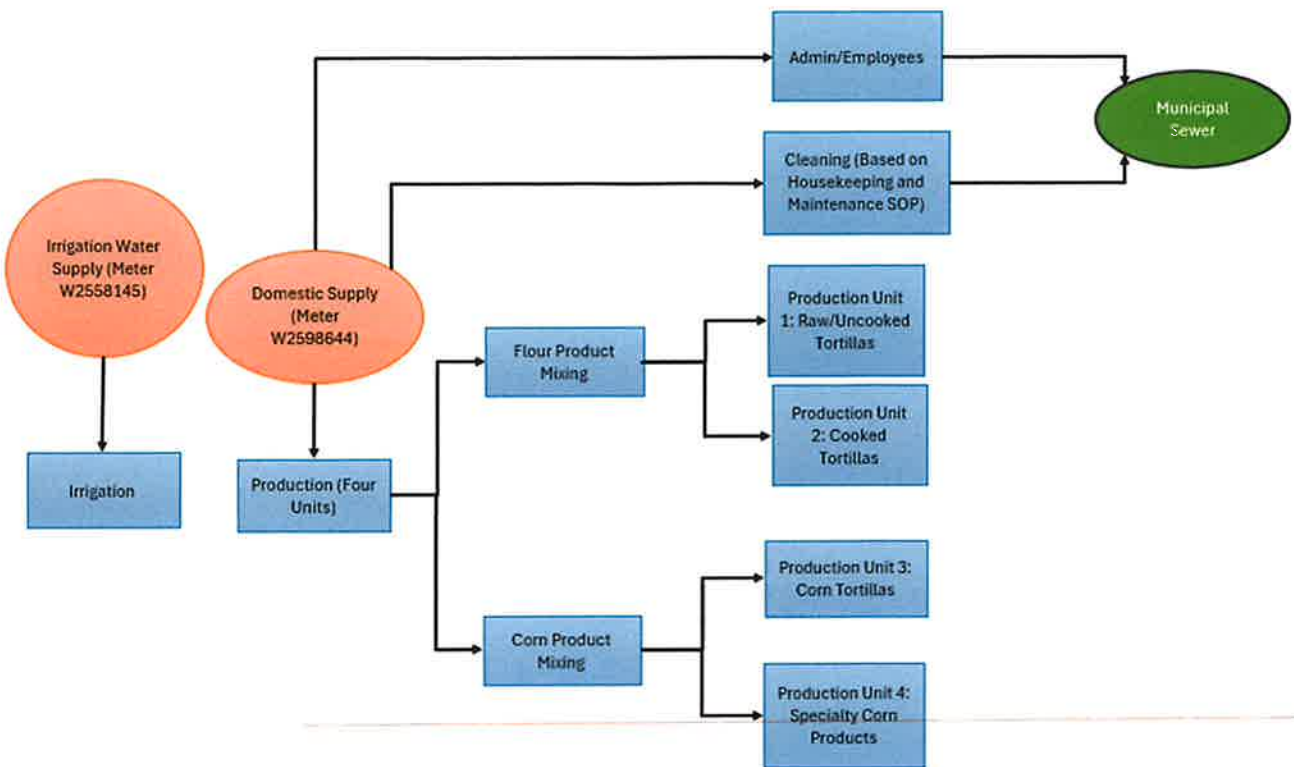 Admin/Employees
Municipal
Sewer
Cleaning (Based on
Housekeeping and
Maintenance SOP)
Irrigation Water
Supply (Meter
W2558145)
Domestic Supply
(Meter
W2598644)
Production Unit
1: Raw/Uncooked
Tortillas
Flour Product
Mixing
Production Unit
2: Cooked
Tortillas
Irrigation
Production (Four
Units)
Production Unit 3:
Corn Tortillas
Corn Product
Mixing
Production Unit 4:
Specialty Corn
Products